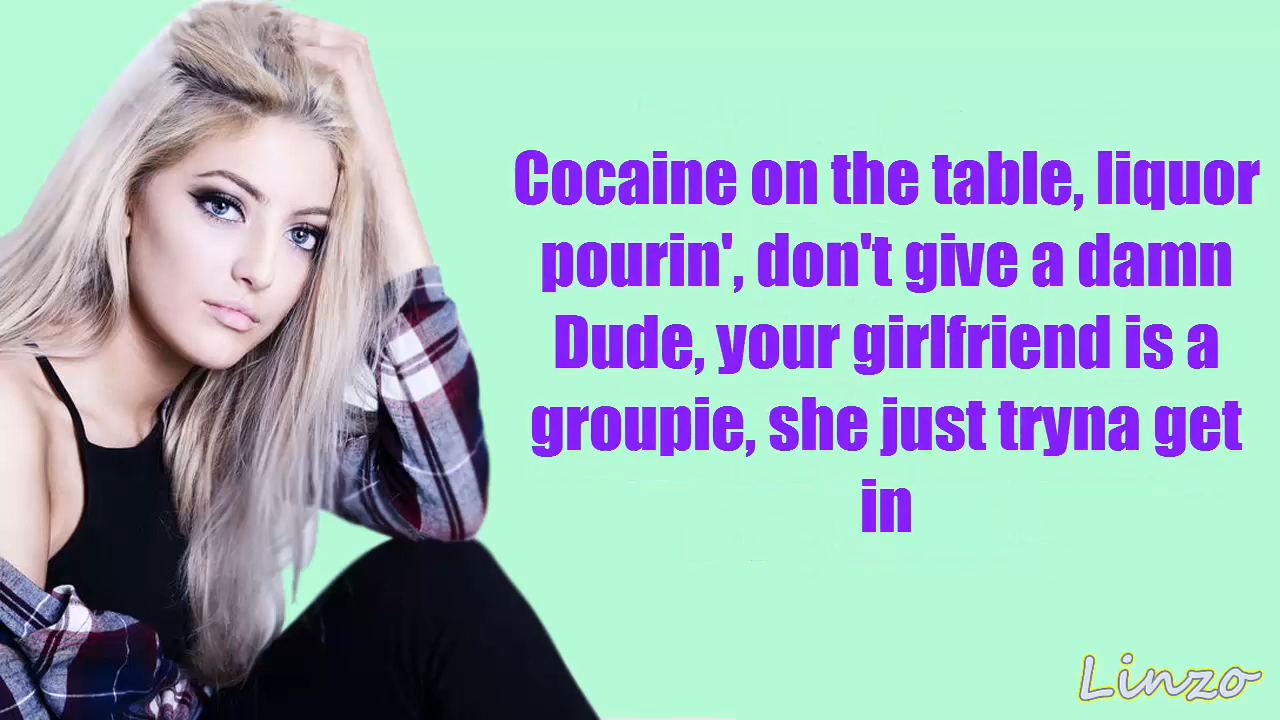 Cocaine on the table, liquor
pourin', don't give a damn
Dude, your girlfriend is a
groupie, she just tryna get
in
Linzo